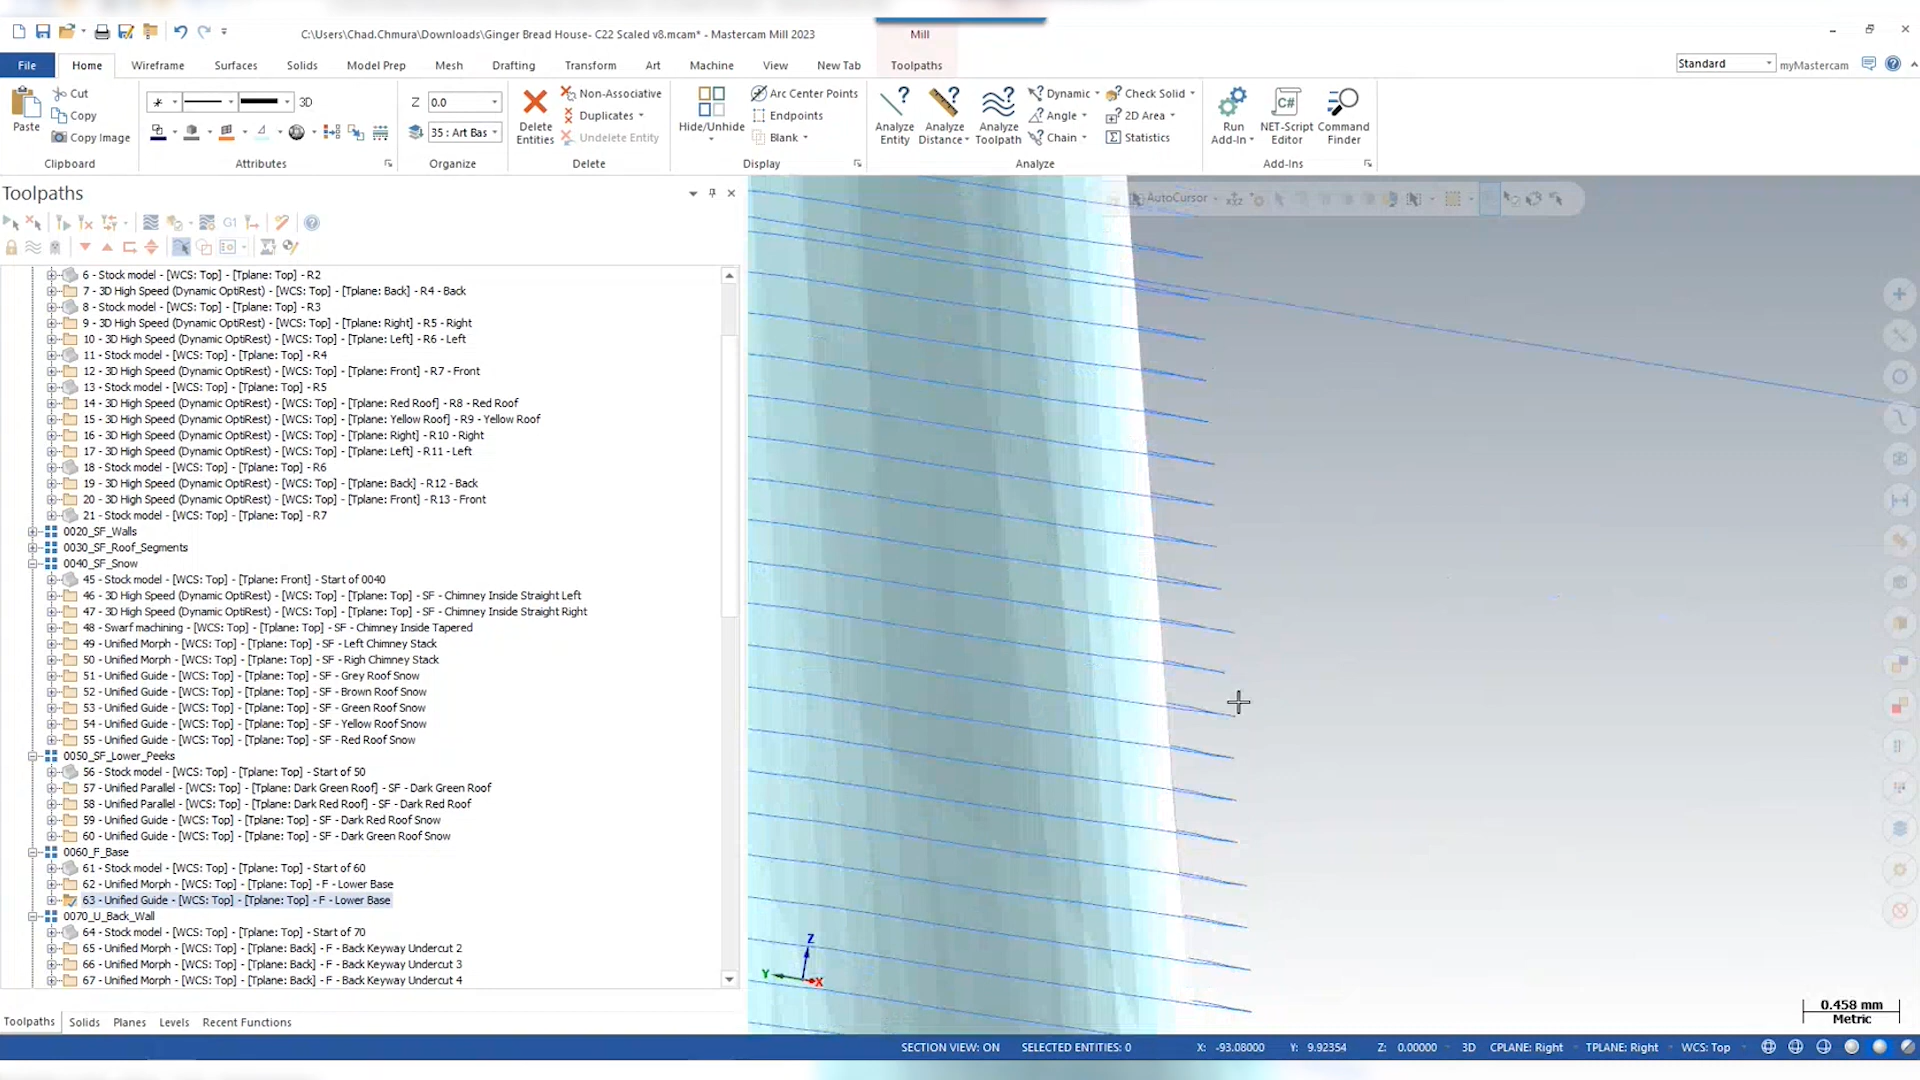 C:\Users\Chad.Chmura\Downloads\Ginger Bread House- C22 Scaled v8.mcam* - Mastercam Mill 2023
Mill
File
Home
Wireframe
Surfaces
Solids
Model Prep
Mesh
Drafting
Transform
Art
Machine
View
New Tab
Toolpaths
Standard
myMastercam
Paste
Cut
Copy
Copy Image
Clipboard
3D
Attributes
Z 0.0
35 : Art Bas
Organize
Delete Entities
Non-Associative
Duplicates
Undelete Entity
Delete
Hide/Unhide
Arc Center Points
Endpoints
Blank
Display
Analyze Entity
Analyze Distance
Analyze Toolpath
Dynamic
Angle
Chain
Check Solid
2D Area
Statistics
Analyze
Run Add-In
NET-Script Editor
Command Finder
Add-Ins
Toolpaths
G1
AutoCursor
6 - Stock model - [WCS: Top] - [Tplane: Top] - R2
7 - 3D High Speed (Dynamic OptiRest) - [WCS: Top] - [Tplane: Back] - R4 - Back
8 - Stock model - [WCS: Top] - [Tplane: Top] - R3
9 - 3D High Speed (Dynamic OptiRest) - [WCS: Top] - [Tplane: Right] - R5 - Right
10 - 3D High Speed (Dynamic OptiRest) - [WCS: Top] - [Tplane: Left] - R6 - Left
11 - Stock model - [WCS: Top] - [Tplane: Top] - R4
12 - 3D High Speed (Dynamic OptiRest) - [WCS: Top] - [Tplane: Front] - R7 - Front
13 - Stock model - [WCS: Top] - [Tplane: Top] - R5
14 - 3D High Speed (Dynamic OptiRest) - [WCS: Top] - [Tplane: Red Roof] - R8 - Red Roof
15 - 3D High Speed (Dynamic OptiRest) - [WCS: Top] - [Tplane: Yellow Roof] - R9 - Yellow Roof
16 - 3D High Speed (Dynamic OptiRest) - [WCS: Top] - [Tplane: Right] - R10 - Right
17 - 3D High Speed (Dynamic OptiRest) - [WCS: Top] - [Tplane: Left] - R11 - Left
18 - Stock model - [WCS: Top] - [Tplane: Top] - R6
19 - 3D High Speed (Dynamic OptiRest) - [WCS: Top] - [Tplane: Back] - R12 - Back
20 - 3D High Speed (Dynamic OptiRest) - [WCS: Top] - [Tplane: Front] - R13 - Front
21 - Stock model - [WCS: Top] - [Tplane: Top] - R7
0020_SF_Walls
0030_SF_Roof_Segments
0040_SF_Snow
45 - Stock model - [WCS: Top] - [Tplane: Front] - Start of 0040
46 - 3D High Speed (Dynamic OptiRest) - [WCS: Top] - [Tplane: Top] - SF - Chimney Inside Straight Left
47 - 3D High Speed (Dynamic OptiRest) - [WCS: Top] - [Tplane: Top] - SF - Chimney Inside Straight Right
48 - Swarf machining - [WCS: Top] - [Tplane: Top] - SF - Chimney Inside Tapered
49 - Unified Morph - [WCS: Top] - [Tplane: Top] - SF - Left Chimney Stack
50 - Unified Morph - [WCS: Top] - [Tplane: Top] - SF - Righ Chimney Stack
51 - Unified Guide - [WCS: Top] - [Tplane: Top] - SF - Grey Roof Snow
52 - Unified Morph - [WCS: Top] - [Tplane: Top] - SF - Brown Roof Snow
53 - Unified Guide - [WCS: Top] - [Tplane: Top] - SF - Green Roof Snow
54 - Unified Morph - [WCS: Top] - [Tplane: Top] - SF - Yellow Roof Snow
55 - Unified Guide - [WCS: Top] - [Tplane: Top] - SF - Red Roof Snow
0050_SF_Lower_Peeks
56 - Stock model - [WCS: Top] - [Tplane: Top] - Start of 50
57 - Unified Parallel - [WCS: Top] - [Tplane: Dark Green Roof] - SF - Dark Green Roof
58 - Unified Parallel - [WCS: Top] - [Tplane: Dark Red Roof] - SF - Dark Red Roof
59 - Unified Guide - [WCS: Top] - [Tplane: Top] - SF - Dark Red Roof Snow
60 - Unified Guide - [WCS: Top] - [Tplane: Top] - SF - Dark Green Roof Snow
0060_F_Base
61 - Stock model - [WCS: Top] - [Tplane: Top] - Start of 60
62 - Unified Morph - [WCS: Top] - [Tplane: Top] - F - Lower Base
63 - Unified Guide - [WCS: Top] - [Tplane: Top] - F - Lower Base
0070_U_Back_Wall
64 - Stock model - [WCS: Top] - [Tplane: Top] - Start of 70
65 - Unified Morph - [WCS: Top] - [Tplane: Back] - F - Back Keyway Undercut 2
66 - Unified Morph - [WCS: Top] - [Tplane: Back] - F - Back Keyway Undercut 3
67 - Unified Morph - [WCS: Top] - [Tplane: Back] - F - Back Keyway Undercut 4
Z
Y
X
0.458 mm
Metric
Toolpaths
Solids
Planes
Levels
Recent Functions
SECTION VIEW: ON
SELECTED ENTITIES: 0
X: -93.08000
Y: 9.92354
Z: 0.00000
3D
CPLANE: Right
TPLANE: Right
WCS: Top